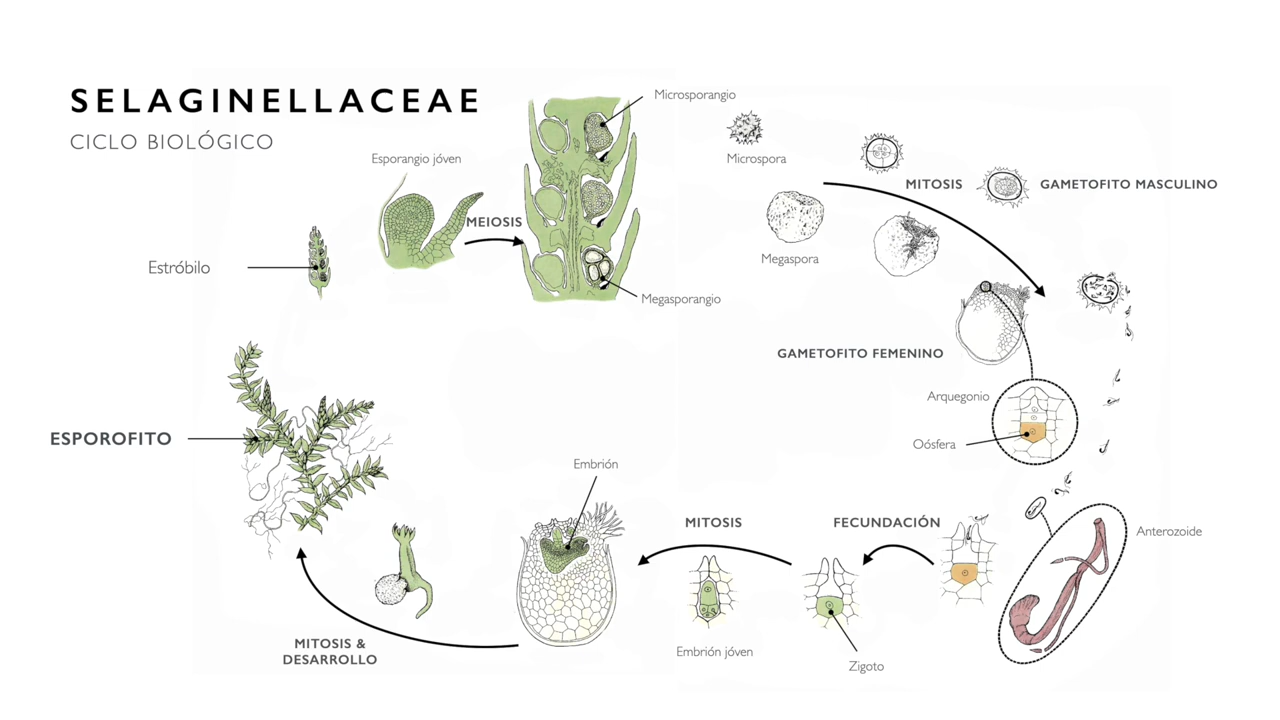 SELAGINELLACEAE
CICLO BIOLÓGICO
Microsporangio
Esporangio jóven
Microspora
MITOSIS
GAMETOFITO MASCULINO
MEIOSIS
Estróbilo
Megaspora
Megasporangio
GAMETOFITO FEMENINO
Arquegonio
Oósfera
ESPOROFITO
Embrión
MITOSIS
FECUNDACIÓN
Anterozoide
MITOSIS &
DESARROLLO
Embrión jóven
Zigoto